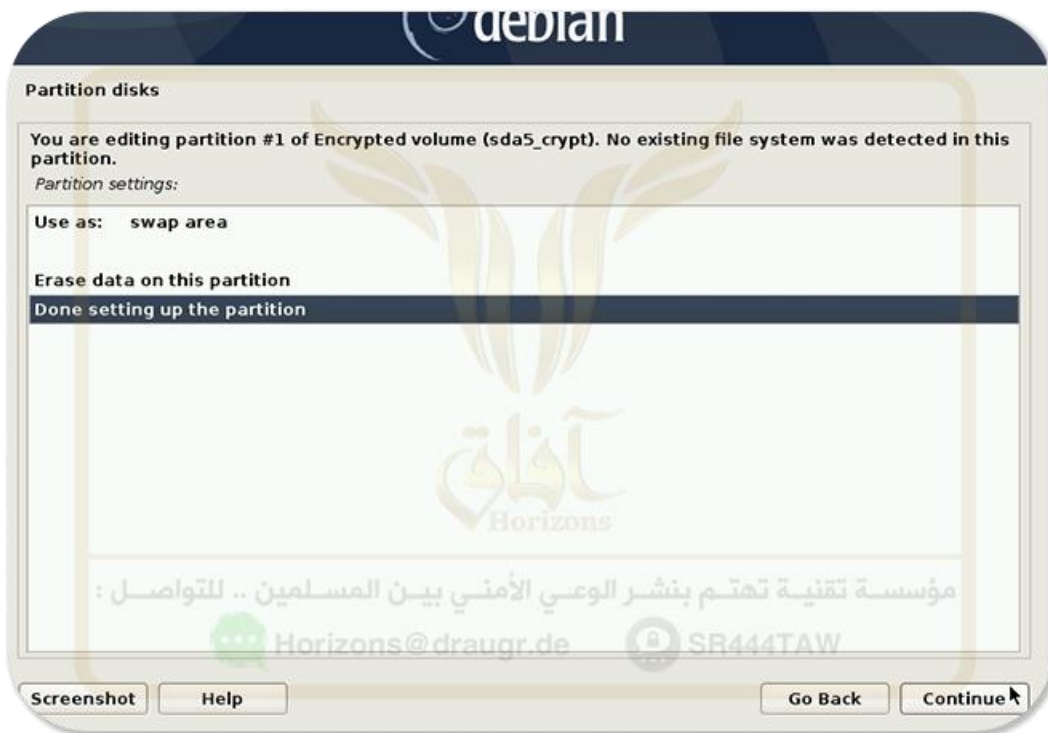 debian
Partition disks
You are editing partition #1 of Encrypted volume (sda5_crypt). No existing file system was detected in this
partition.
Partition settings:
Use as: swap area
Erase data on this partition
Done setting up the partition
آفاق
Horizons
مؤسسة تقنية تهتم بنشر الوعي الأمني بين المسلمين .. للتواصل :
Horizons@draugr.de SR444TAW
Screenshot Help Go Back Continue